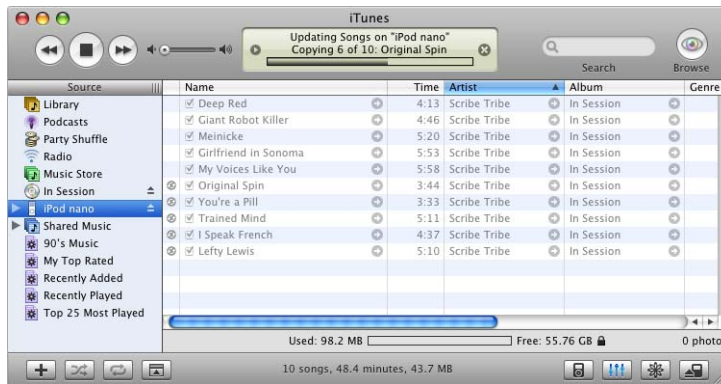 iTunes
Updating Songs on "iPod nano"
Copying 6 of 10: Original Spin
Search
Browse
Source
Name Time Artist Album Genre
Library
Podcasts
Party Shuffle
Radio
Music Store
In Session
iPod nano
Shared Music
90's Music
My Top Rated
Recently Added
Recently Played
Top 25 Most Played
Deep Red 4:13 Scribe Tribe In Session
Giant Robot Killer 4:46 Scribe Tribe In Session
Meinicke 5:20 Scribe Tribe In Session
Girlfriend in Sonoma 5:53 Scribe Tribe In Session
My Voices Like You 5:58 Scribe Tribe In Session
Original Spin 3:44 Scribe Tribe In Session
You're a Pill 3:33 Scribe Tribe In Session
Trained Mind 5:11 Scribe Tribe In Session
I Speak French 4:37 Scribe Tribe In Session
Lefty Lewis 5:10 Scribe Tribe In Session
Used: 98.2 MB Free: 55.76 GB 0 photo
10 songs, 48.4 minutes, 43.7 MB